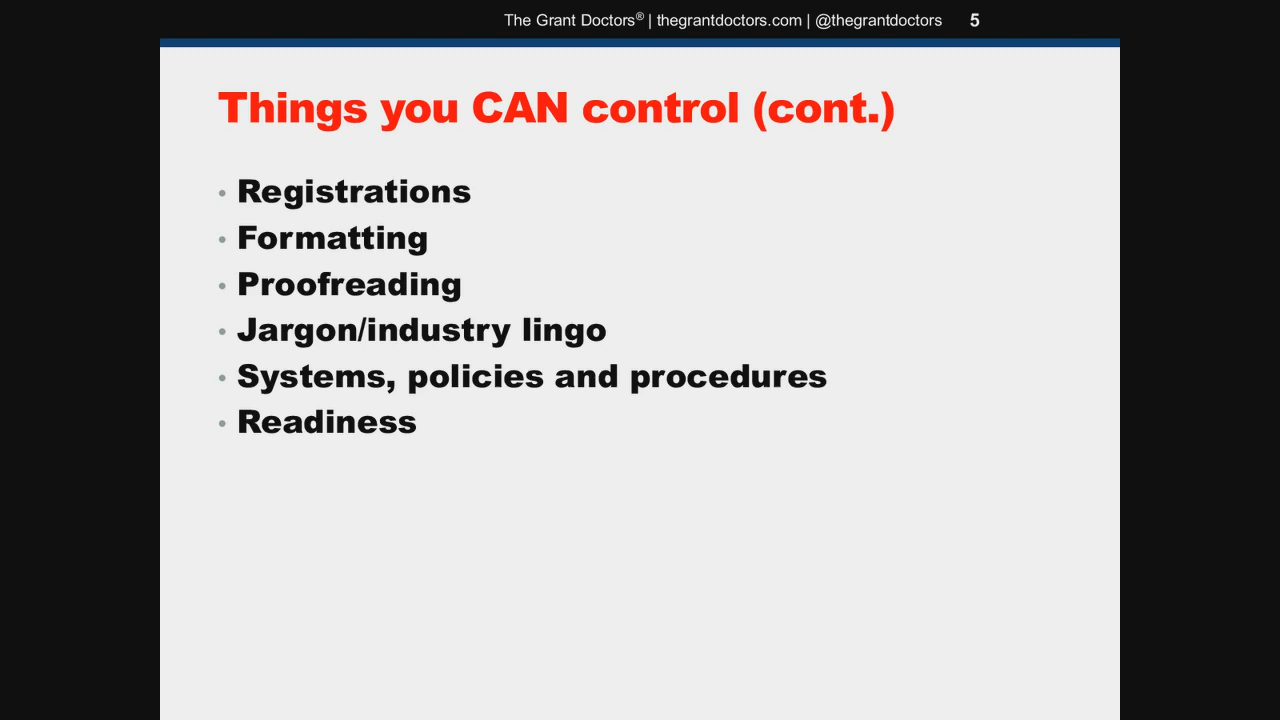 The Grant Doctors® | thegrantdoctors.com | @thegrantdoctors 5
Things you CAN control (cont.)
• Registrations
• Formatting
• Proofreading
• Jargon/industry lingo
• Systems, policies and procedures
• Readiness